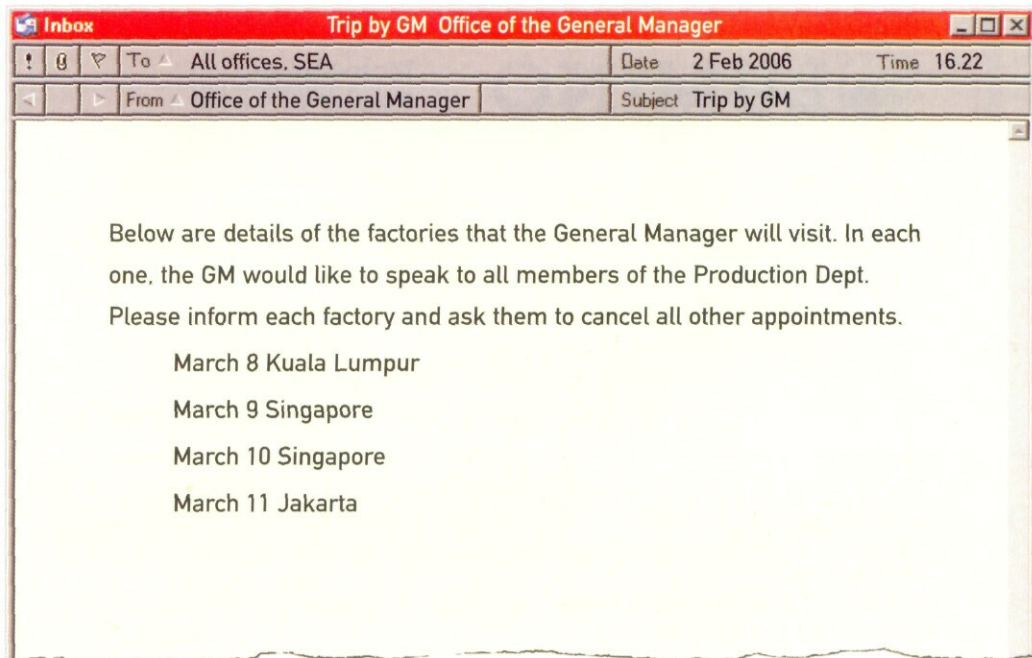 Inbox Trip by GM Office of the General Manager
! To All offices, SEA Date 2 Feb 2006 Time 16.22
From Office of the General Manager Subject Trip by GM
Below are details of the factories that the General Manager will visit. In each
one, the GM would like to speak to all members of the Production Dept.
Please inform each factory and ask them to cancel all other appointments.
March 8 Kuala Lumpur
March 9 Singapore
March 10 Singapore
March 11 Jakarta